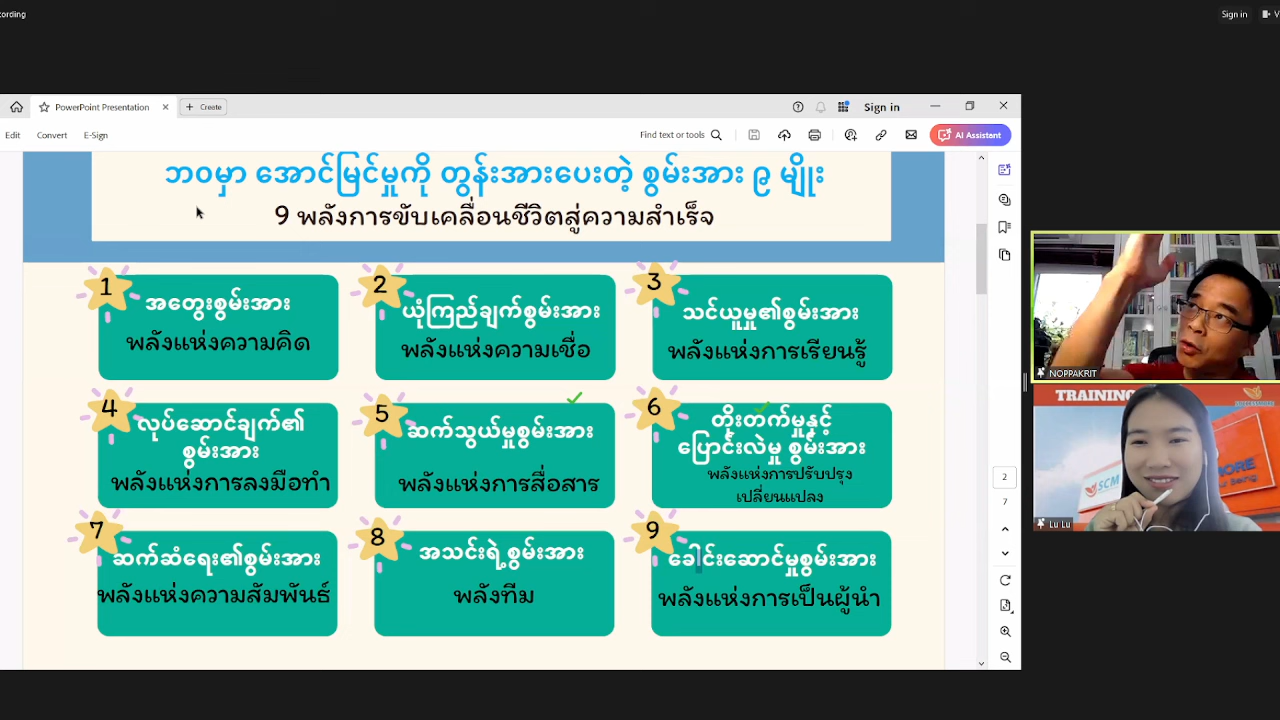 cording
Sign in
PowerPoint Presentation
Create
Sign in
Edit
Convert
E-Sign
Find text or tools
AI Assistant
ဘဝမှာ အောင်မြင်မှုကို တွန်းအားပေးတဲ့ စွမ်းအား ၉ မျိုး
9 พลังการขับเคลื่อนชีวิตสู่ความสำเร็จ
1
အတွေးစွမ်းအား
พลังแห่งความคิด
2
ယုံကြည်ချက်စွမ်းအား
พลังแห่งความเชื่อ
3
သင်ယူမှု၏စွမ်းအား
พลังแห่งการเรียนรู้
4
လုပ်ဆောင်ချက်၏
စွမ်းအား
พลังแห่งการลงมือทำ
5
ဆက်သွယ်မှုစွမ်းအား
พลังแห่งการสื่อสาร
6
တိုးတက်မှုနှင့်
ပြောင်းလဲမှု စွမ်းအား
พลังแห่งการปรับปรุง
เปลี่ยนแปลง
7
ဆက်ဆံရေး၏စွမ်းအား
พลังแห่งความสัมพันธ์
8
အသင်းရဲ့စွမ်းအား
พลังทีม
9
ခေါင်းဆောင်မှုစွမ်းအား
พลังแห่งการเป็นผู้นำ
2
7
NOPPAKRIT
TRAINING
SCM
Lu Lu